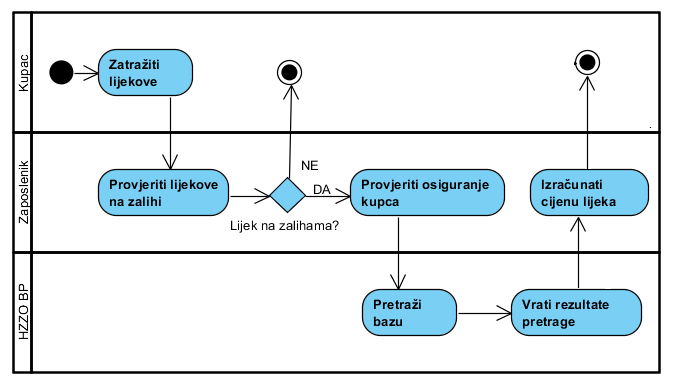 Kupac
Zatražiti
lijekove
Zaposlenik
Provjeriti lijekove
na zalihi
NE
DA
Lijek na zalihama?
Provjeriti osiguranje
kupca
Izračunati
cijenu lijeka
HZZO BP
Pretraži
bazu
Vrati rezultate
pretrage